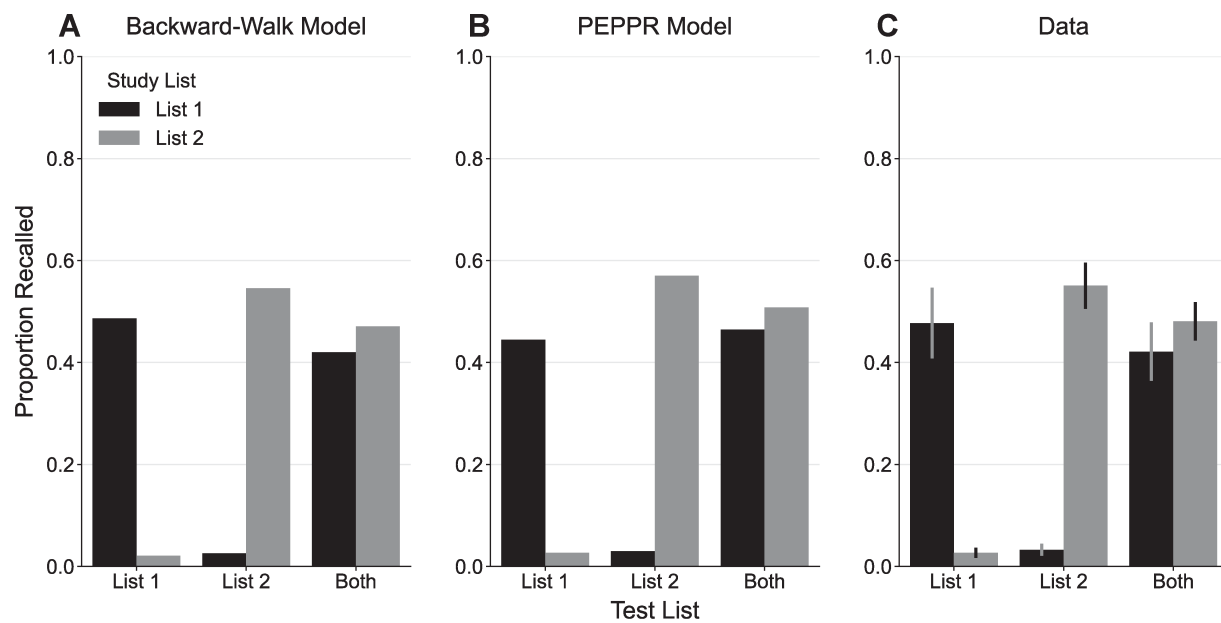 A Backward-Walk Model
B PEPPR Model
C Data
Proportion Recalled
1.0
0.8
0.6
0.4
0.2
0.0
Study List
List 1
List 2
List 1 List 2 Both
1.0
0.8
0.6
0.4
0.2
0.0
List 1 List 2 Both
1.0
0.8
0.6
0.4
0.2
0.0
List 1 List 2 Both
Test List